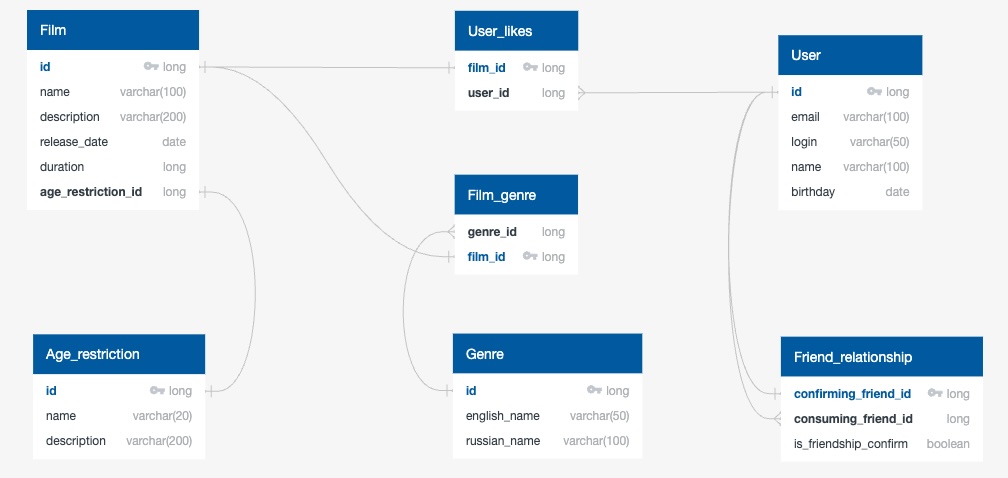 Film
id long
name varchar(100)
description varchar(200)
release_date date
duration long
age_restriction_id long
User_likes
film_id long
user_id long
User
id long
email varchar(100)
login varchar(50)
name varchar(100)
birthday date
Film_genre
genre_id long
film_id long
Age_restriction
id long
name varchar(20)
description varchar(200)
Genre
id long
english_name varchar(50)
russian_name varchar(100)
Friend_relationship
confirming_friend_id long
consuming_friend_id long
is_friendship_confirm boolean